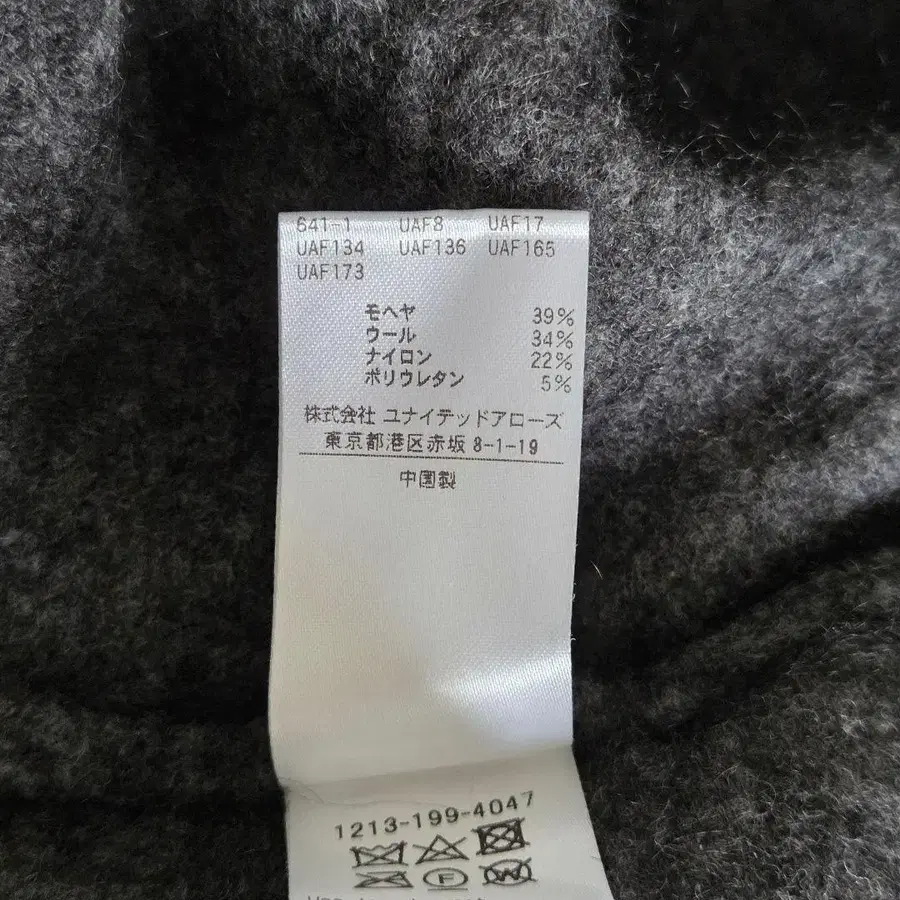 641-1 UAF8 UAF17
UAF134 UAF136 UAF165
UAF173
モヘヤ 39%
ウール 34%
ナイロン 22%
ポリウレタン 5%
株式会社 ユナイテッドアローズ
東京都港区赤坂 8-1-19
中国製
1213-199-4047
F W